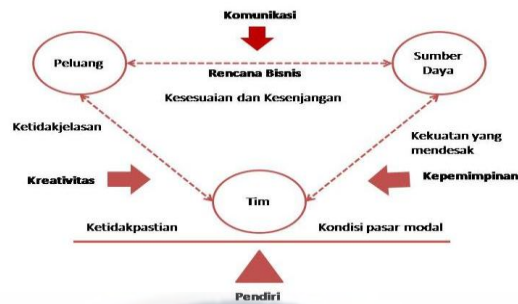 Komunikasi
Peluang
Sumber
Daya
Rencana Bisnis
Kesesuaian dan Kesenjangan
Ketidakjelasan
Kekuatan yang
mendesak
Kreativitas
Kepemimpinan
Tim
Ketidakpastian
Kondisi pasar modal
Pendiri